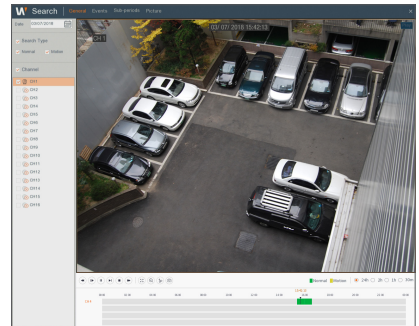 Search General Events Sub-periods Picture
Date 03/07/2018
03/ 07/ 2018 15:42:13
CH 1
Search Type
Normal Motion
Channel
CH1
CH2
CH3
CH4
CH5
CH6
CH7
CH8
CH9
CH10
CH11
CH12
CH13
CH14
CH15
CH16
Normal Motion 24h 2h 1h 30m